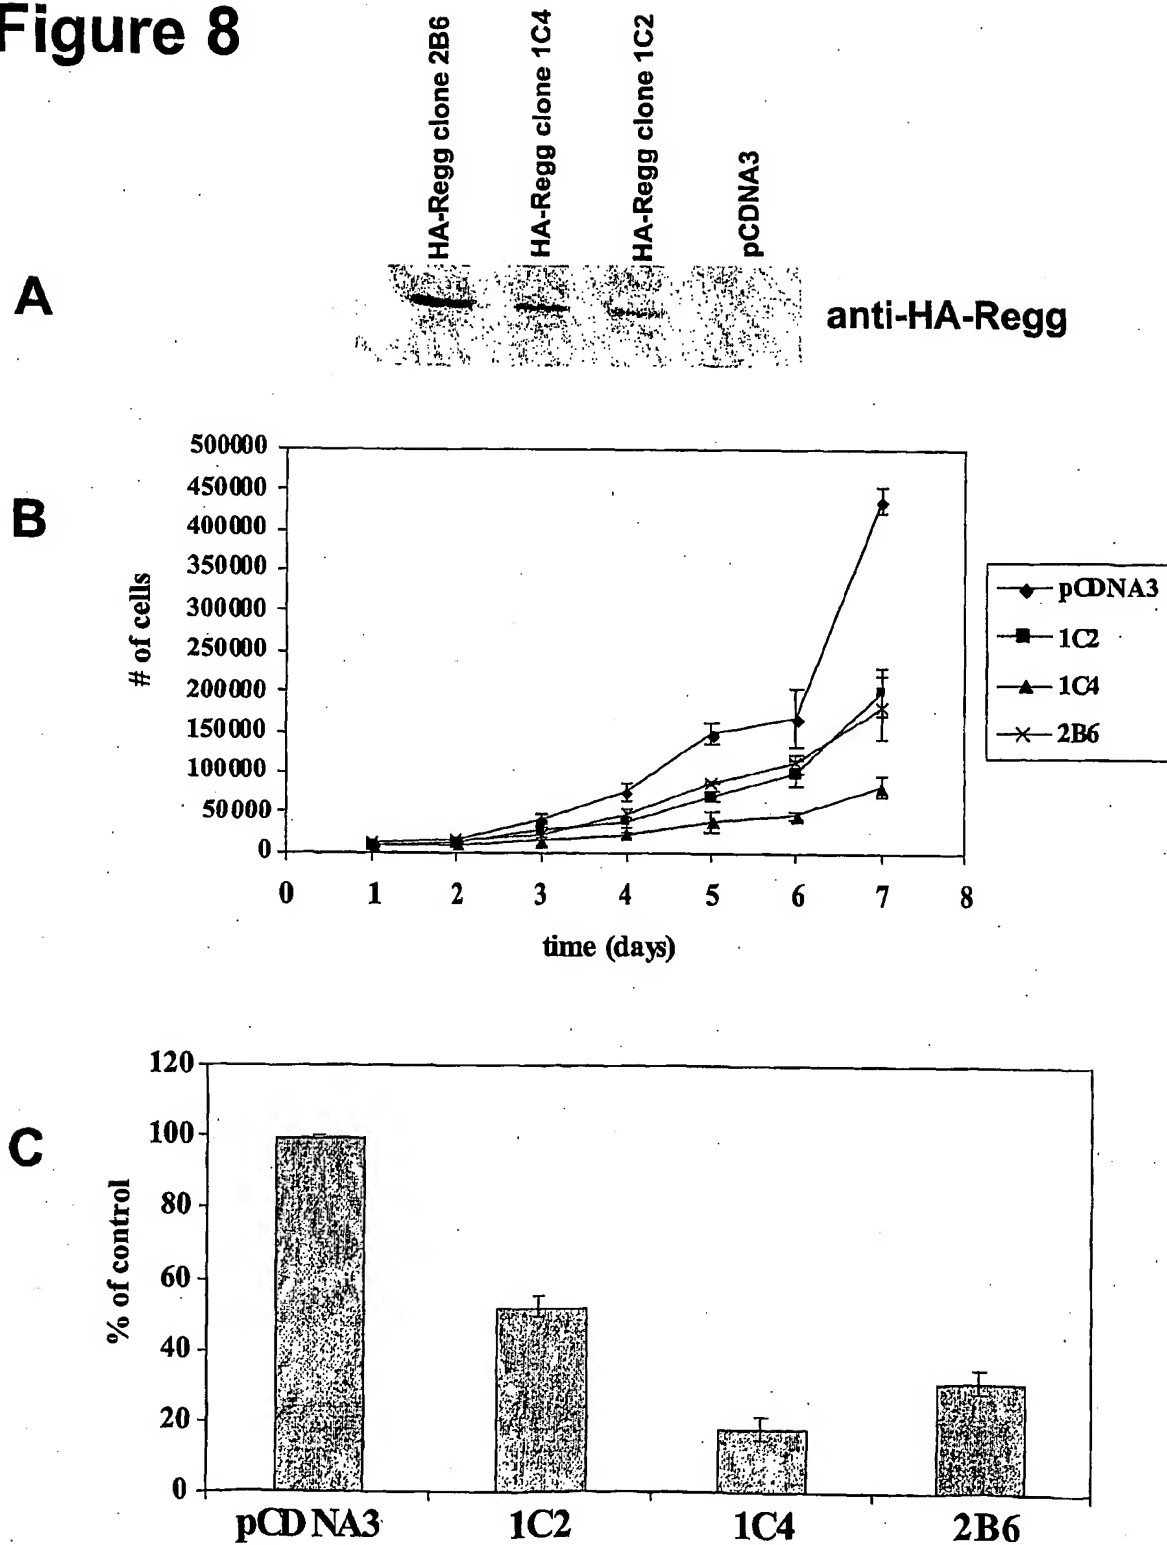 Figure 8
HA-Regg clone 2B6
HA-Regg clone 1C4
HA-Regg clone 1C2
pCDNA3
A
anti-HA-Regg
B
# of cells
500000
450000
400000
350000
300000
250000
200000
150000
100000
50000
0
0 1 2 3 4 5 6 7 8
time (days)
pCDNA3
1C2
1C4
2B6
C
% of control
120
100
80
60
40
20
0
pCDNA3 1C2 1C4 2B6